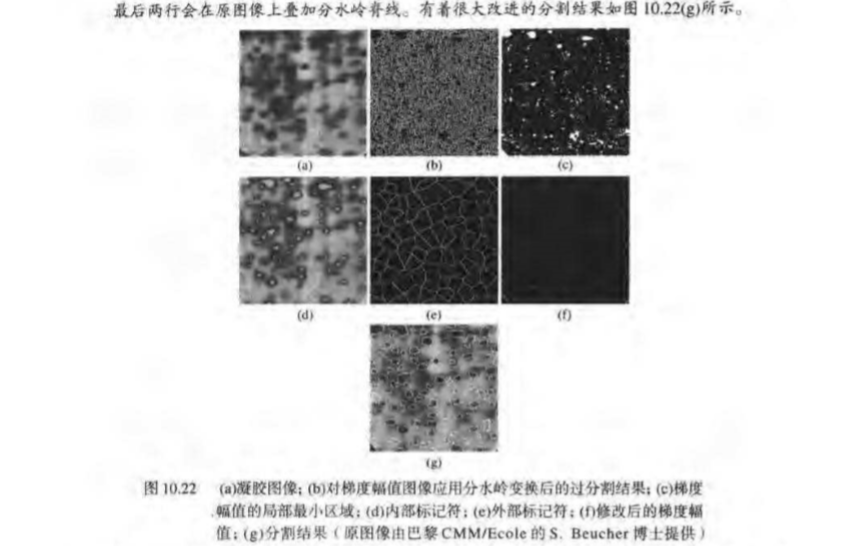 最后两行会在原图像上叠加分水岭脊线。有着很大改进的分割结果如图 10.22(g)所示。
(a) (b) (c)
(d) (e) (f)
(g)
图 10.22 (a)凝胶图像; (b)对梯度幅值图像应用分水岭变换后的过分割结果; (c)梯度
幅值的局部最小区域; (d)内部标记符; (e)外部标记符; (f)修改后的梯度幅
值; (g)分割结果（原图像由巴黎 CMM/Ecole 的 S. Beucher 博士提供）